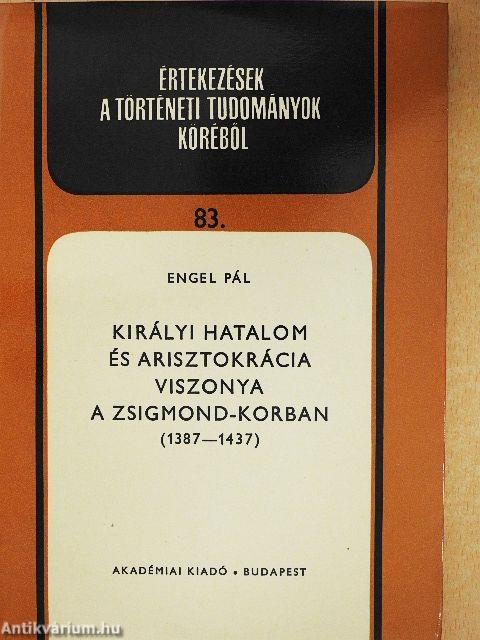 ÉRTEKEZÉSEK
A TÖRTÉNETI TUDOMÁNYOK
KÖRÉBŐL
83.
ENGEL PÁL
KIRÁLYI HATALOM
ÉS ARISZTOKRÁCIA
VISZONYA
A ZSIGMOND-KORBAN
(1387—1437)
AKADÉMIAI KIADÓ • BUDAPEST
Antikvárium.hu